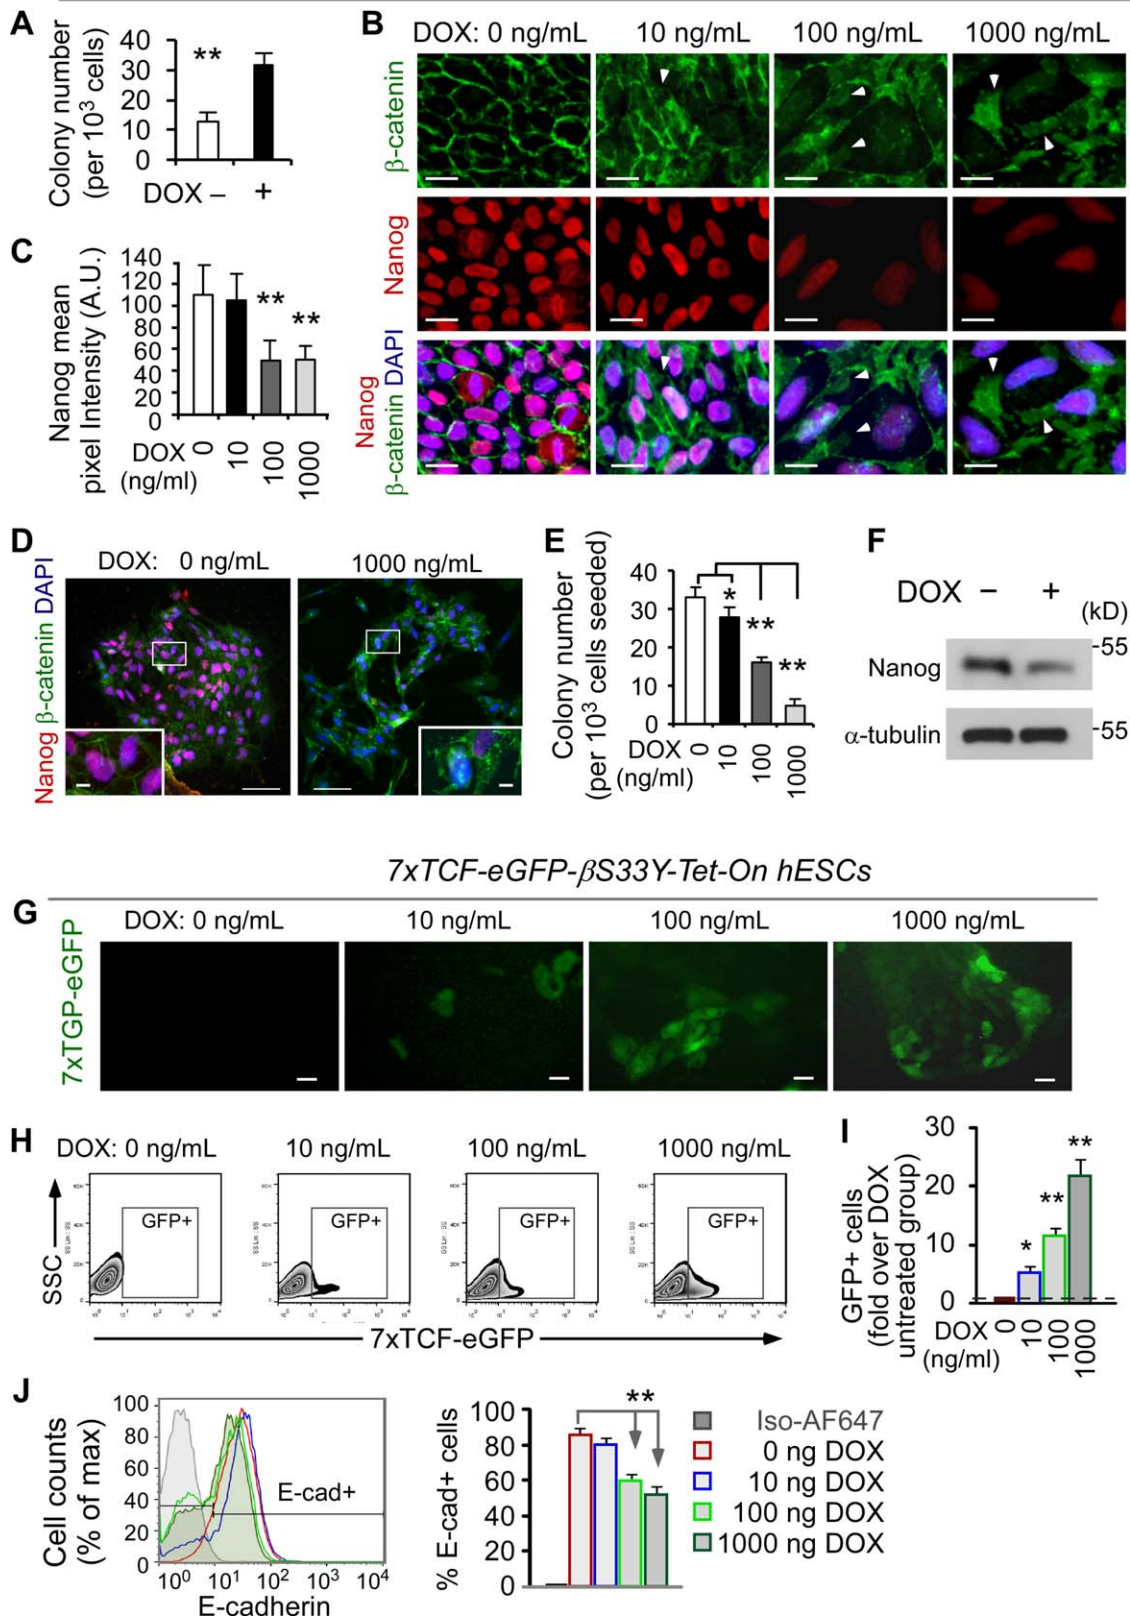 A
Colony number
(per 10³ cells)
40
30
20
10
0
**
DOX – +
B
DOX: 0 ng/mL 10 ng/mL 100 ng/mL 1000 ng/mL
β-catenin
Nanog
Nanog
β-catenin DAPI
C
Nanog mean
pixel Intensity (A.U.)
140
120
100
80
60
40
20
0
** **
DOX
(ng/ml)
0 10 100 1000
D
DOX: 0 ng/mL 1000 ng/mL
Nanog β-catenin DAPI
E
Colony number
(per 10³ cells seeded)
40
30
20
10
0
* ** **
DOX
(ng/ml)
0 10 100 1000
F
DOX – +
(kD)
Nanog -55
α-tubulin -55
7xTCF-eGFP-βS33Y-Tet-On hESCs
G
DOX: 0 ng/mL 10 ng/mL 100 ng/mL 1000 ng/mL
7xTGP-eGFP
H
DOX: 0 ng/mL 10 ng/mL 100 ng/mL 1000 ng/mL
SSC
GFP+ GFP+ GFP+ GFP+
7xTCF-eGFP
I
GFP+ cells
(fold over DOX
untreated group)
30
20
10
0
* ** **
DOX
(ng/ml)
0 10 100 1000
J
Cell counts
(% of max)
100
80
60
40
20
0
E-cad+
10⁰ 10¹ 10² 10³ 10⁴
E-cadherin
% E-cad+ cells
100
80
60
40
20
0
**
Iso-AF647
0 ng DOX
10 ng DOX
100 ng DOX
1000 ng DOX